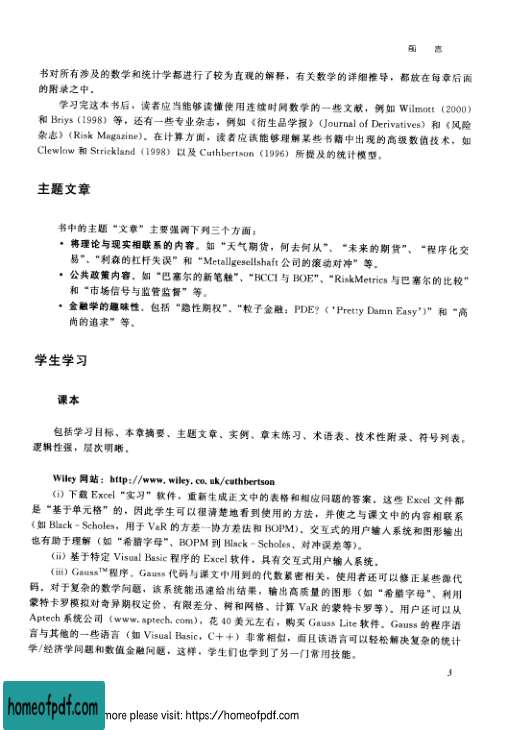 前 言
书对所有涉及的数学和统计学都进行了较为直观的解释，有关数学的详细推导，都放在每章后面
的附录之中。
学习完这本书后，读者应当能够读懂使用连续时间数学的一些文献，例如 Wilmott (2000)
和 Briys (1998) 等，还有一些专业杂志，例如《衍生品学报》(Journal of Derivatives) 和《风险
杂志》(Risk Magazine)。在计算方面，读者应该能够理解某些书籍中出现的高级数值技术，如
Clewlow 和 Strickland (1998) 以及 Cuthbertson (1996) 所提及的统计模型。
主题文章
书中的主题“文章”主要强调下列三个方面：
• 将理论与现实相联系的内容。如“天气期货，何去何从”、“未来的期货”、“程序化交
易”、“利森的杠杆失误”和“Metallgesellshaft 公司的滚动对冲”等。
• 公共政策内容。如“巴塞尔的新笔触”、“BCCI 与 BOE”、“RiskMetrics 与巴塞尔的比较”
和“市场信号与监管监督”等。
• 金融学的趣味性。包括“隐性期权”、“粒子金融：PDE？(‘Pretty Damn Easy’)”和“高
尚的追求”等。
学生学习
课本
包括学习目标、本章摘要、主题文章、实例、章末练习、术语表、技术性附录、符号列表。
逻辑性强，层次明晰。
Wiley 网站：http://www.wiley.co.uk/cuthbertson
(i) 下载 Excel“实习”软件，重新生成正文中的表格和相应问题的答案。这些 Excel 文件都
是“基于单元格”的，因此学生可以很清楚地看到使用的方法，并使之与课文中的内容相联系
(如 Black－Scholes，用于 VaR 的方差一协方差法和 BOPM)。交互式的用户输入系统和图形输出
也有助于理解（如“希腊字母”、BOPM 到 Black－Scholes、对冲误差等）。
(ii) 基于特定 Visual Basic 程序的 Excel 软件，具有交互式用户输入系统。
(iii) Gauss™程序。Gauss 代码与课文中用到的代数紧密相关，使用者还可以修正某些源代
码。对于复杂的数学问题，该系统能迅速给出结果，输出高质量的图形（如“希腊字母”、利用
蒙特卡罗模拟对奇异期权定价、有限差分、树和网格、计算 VaR 的蒙特卡罗等）。用户还可以从
Aptech 系统公司 (www.aptech.com)，花 40 美元左右，购买 Gauss Lite 软件。Gauss 的程序语
言与其他的一些语言（如 Visual Basic，C＋＋）非常相似，而且该语言可以轻松解决复杂的统计
学/经济学问题和数值金融问题，这样，学生们也学到了另一门常用技能。
3
homeofpdf.com
more please visit: https://homeofpdf.com